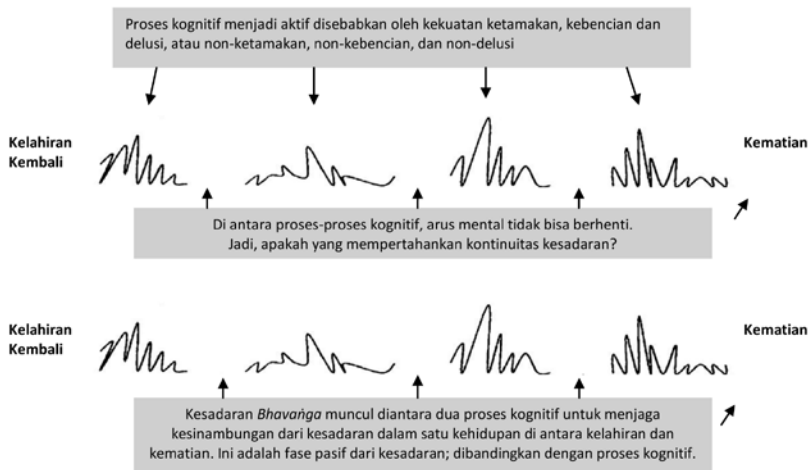 Proses kognitif menjadi aktif disebabkan oleh kekuatan ketamakan, kebencian dan
delusi, atau non-ketamakan, non-kebencian, dan non-delusi
Kelahiran
Kembali
Kematian
Di antara proses-proses kognitif, arus mental tidak bisa berhenti.
Jadi, apakah yang mempertahankan kontinuitas kesadaran?
Kelahiran
Kembali
Kematian
Kesadaran Bhavaṅga muncul diantara dua proses kognitif untuk menjaga
kesinambungan dari kesadaran dalam satu kehidupan di antara kelahiran dan
kematian. Ini adalah fase pasif dari kesadaran; dibandingkan dengan proses kognitif.